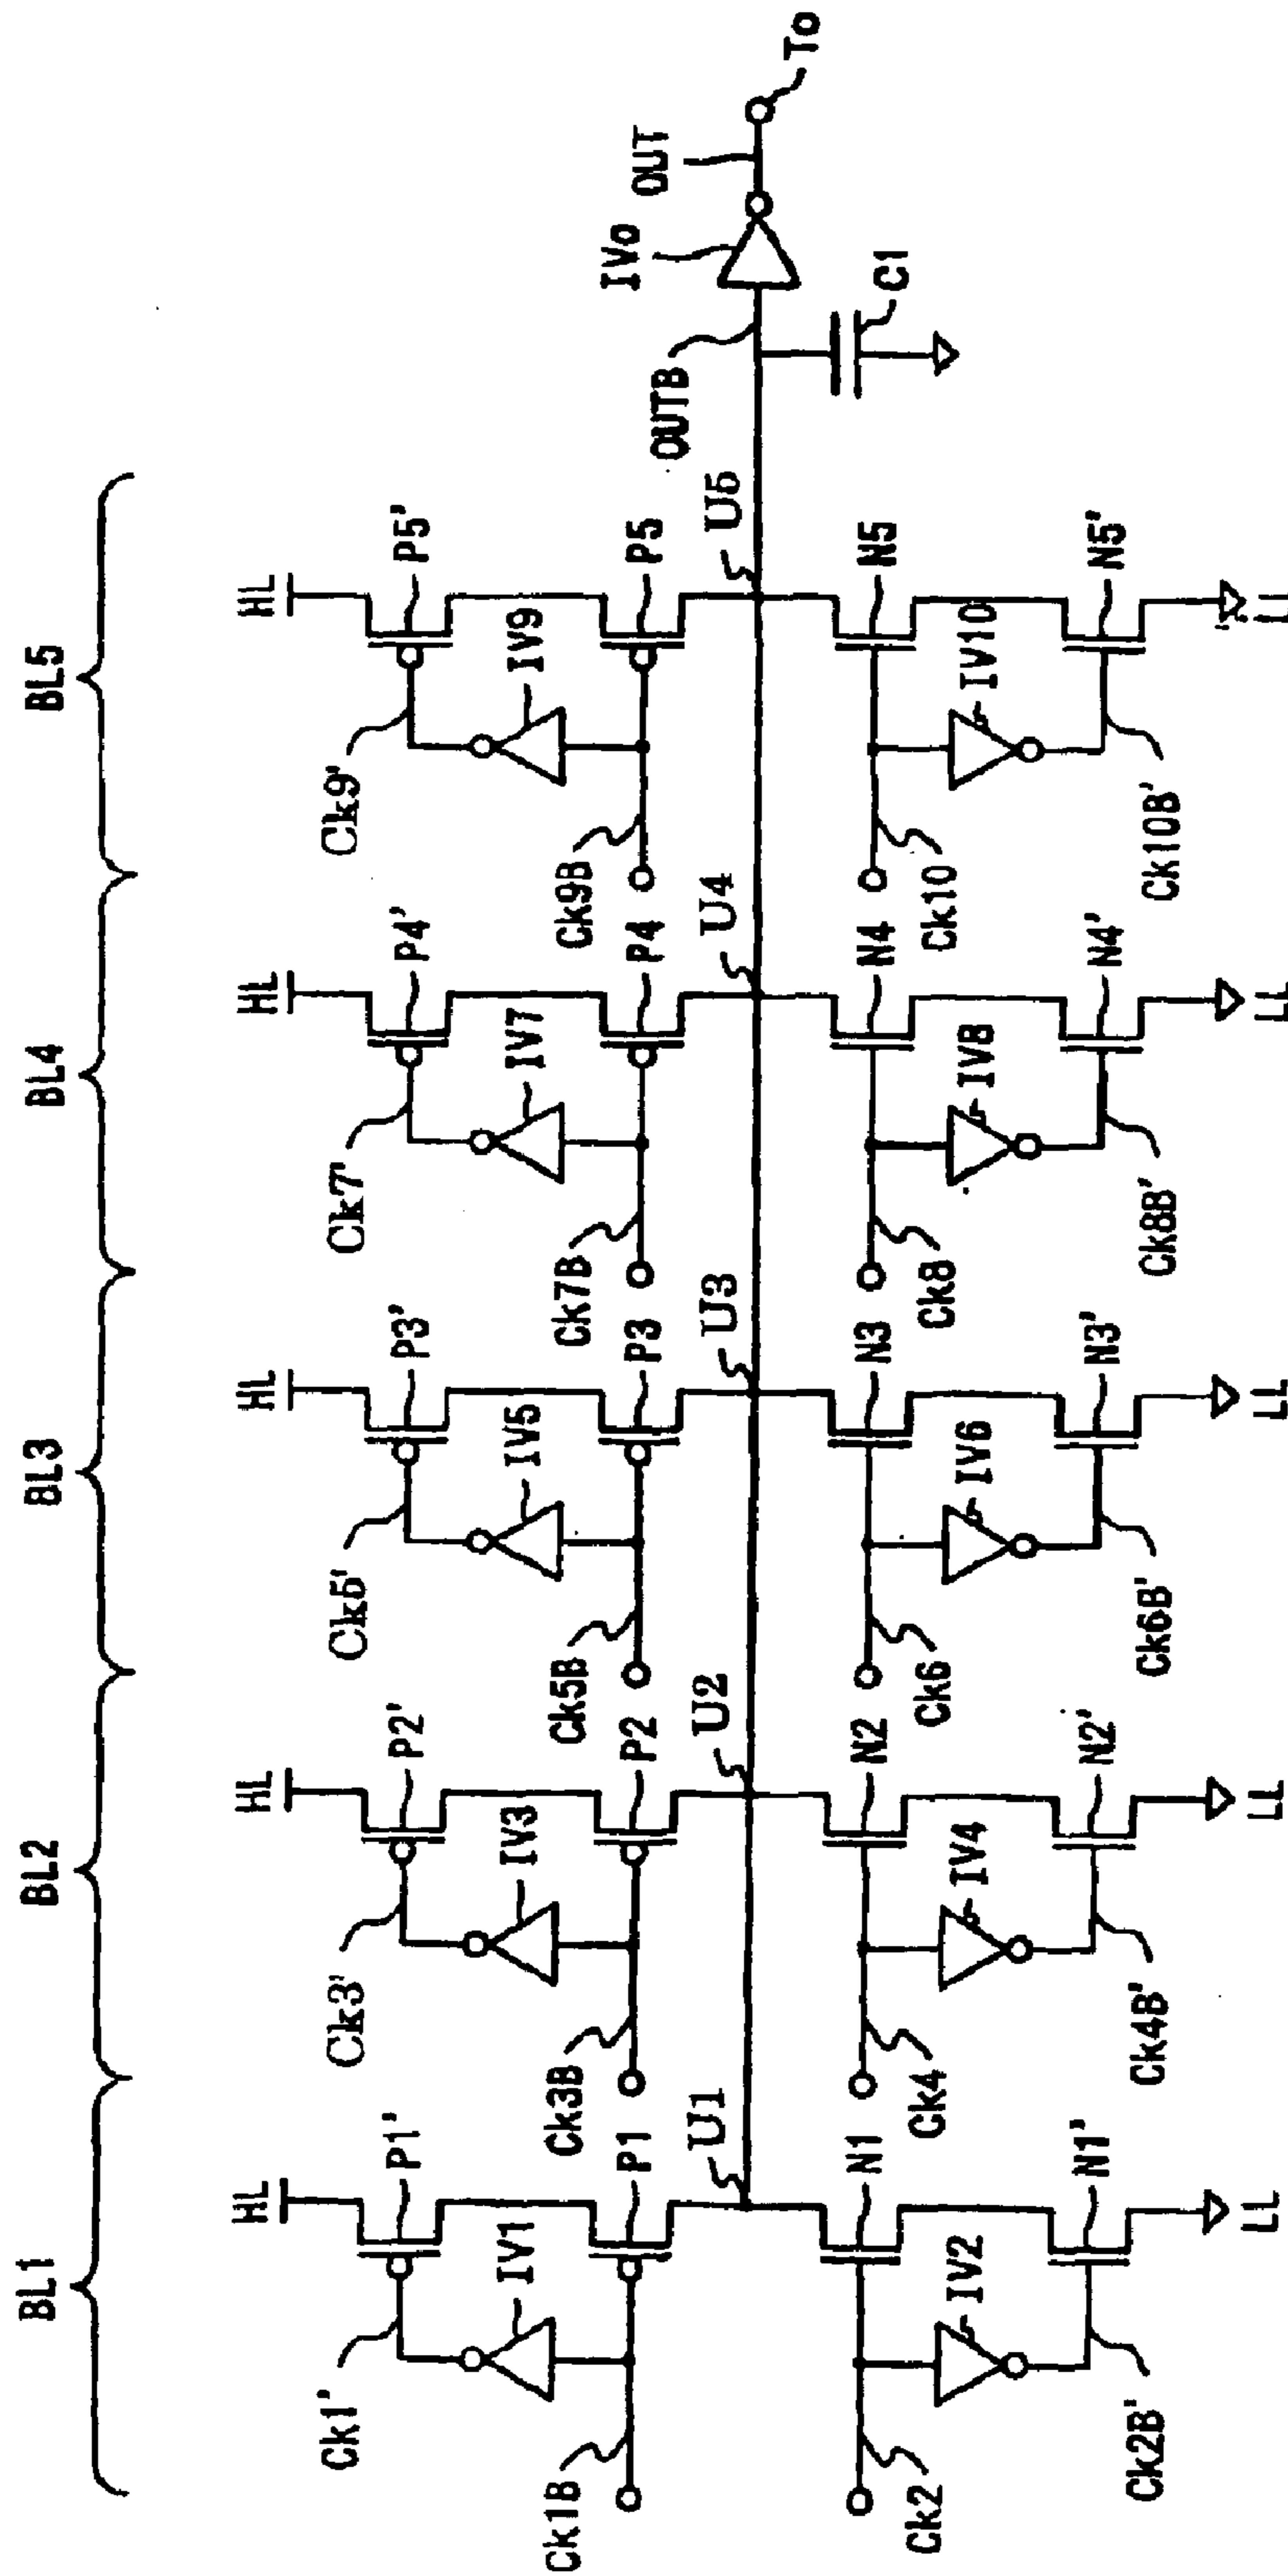 BL1
BL2
BL3
BL4
BL5
HL
HL
HL
HL
HL
Ck1'
P1'
Ck3'
P2'
Ck5'
P3'
Ck7'
P4'
Ck9'
P5'
IV1
IV3
IV5
IV7
IV9
Ck1B
P1
Ck3B
P2
Ck5B
P3
Ck7B
P4
Ck9B
P5
U1
U2
U3
U4
U5
OUTB
IVo
OUT
To
C1
Ck2
N1
Ck4
N2
Ck6
N3
Ck8
N4
Ck10
N5
IV2
IV4
IV6
IV8
IV10
Ck2B'
N1'
Ck4B'
N2'
Ck6B'
N3'
Ck8B'
N4'
Ck10B'
N5'
LL
LL
LL
LL
LL